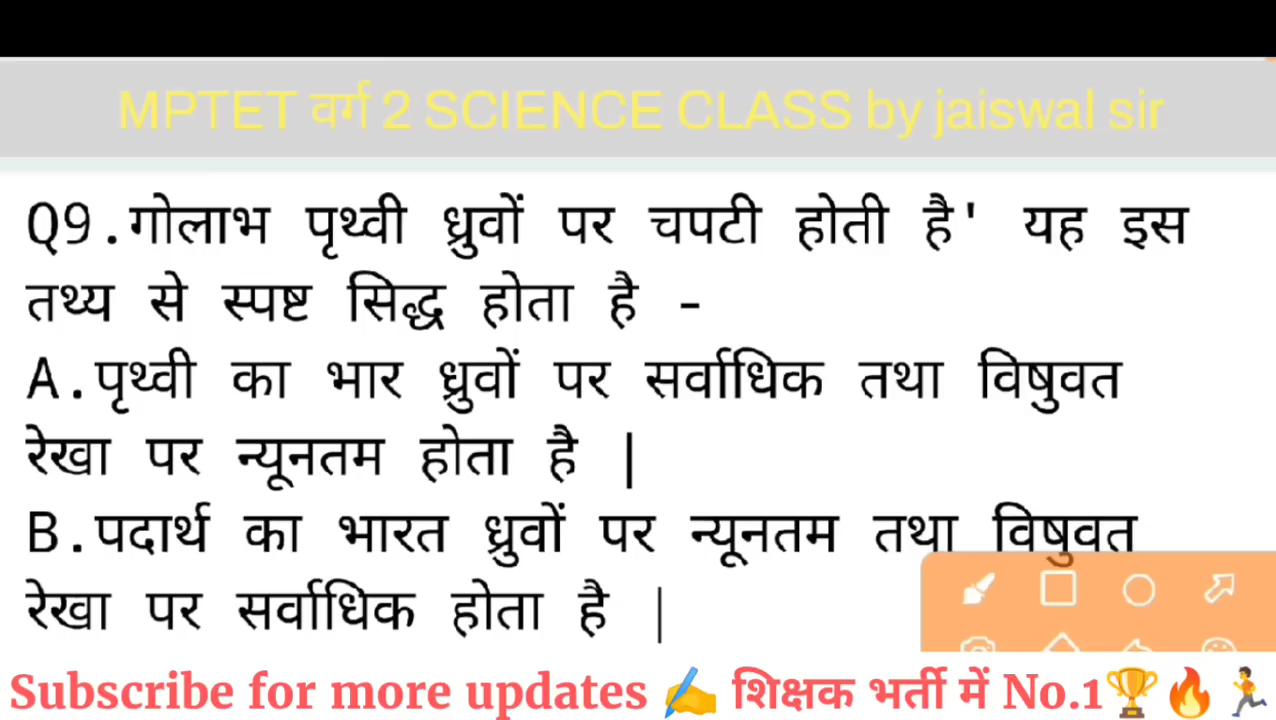 MPTET वर्ग 2 SCIENCE CLASS by jaiswal sir
Q9.गोलाभ पृथ्वी ध्रुवों पर चपटी होती है' यह इस
तथ्य से स्पष्ट सिद्ध होता है -
A.पृथ्वी का भार ध्रुवों पर सर्वाधिक तथा विषुवत
रेखा पर न्यूनतम होता है |
B.पदार्थ का भारत ध्रुवों पर न्यूनतम तथा विषुवत
रेखा पर सर्वाधिक होता है |
Subscribe for more updates ✍️ शिक्षक भर्ती में No.1🏆🔥🏃